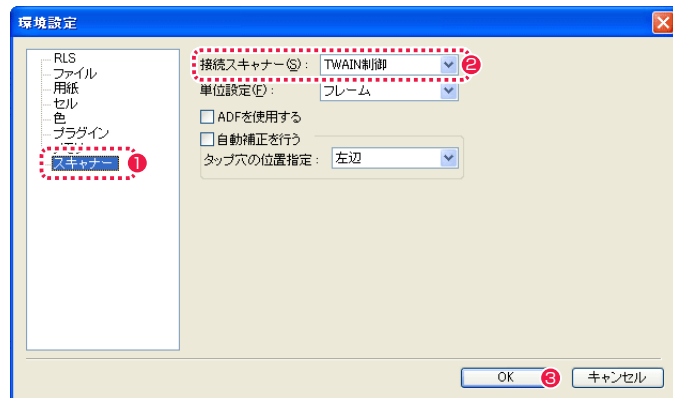 環境設定
RLS
ファイル
用紙
セル
色
プラグイン
スキャナー
1
接続スキャナー(S): TWAIN制御
2
単位設定(F): フレーム
ADFを使用する
自動補正を行う
タップ穴の位置指定: 左辺
OK
3
キャンセル